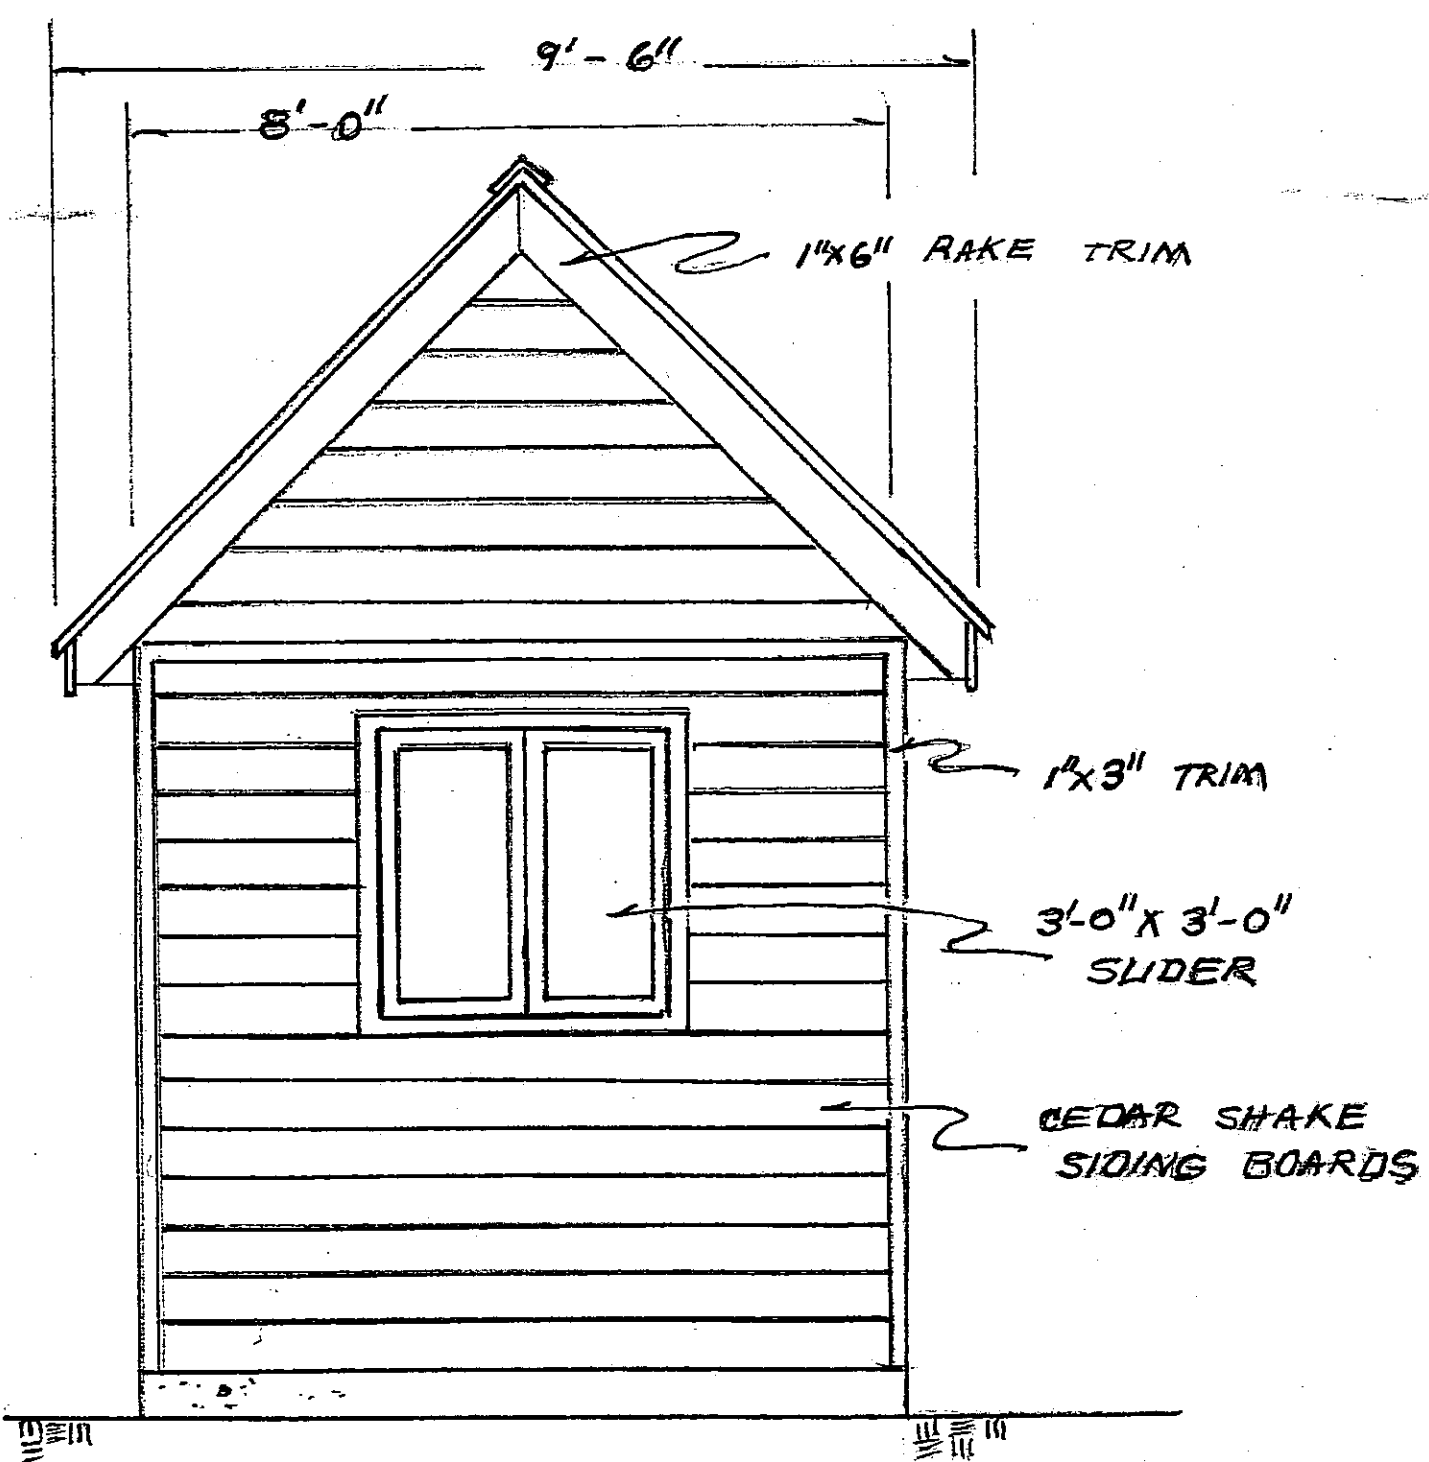 9'-6"
8'-0"
1"X6" RAKE TRIM
1"X3" TRIM
3'-0"X 3'-0"
SLIDER
CEDAR SHAKE
SIDING BOARDS